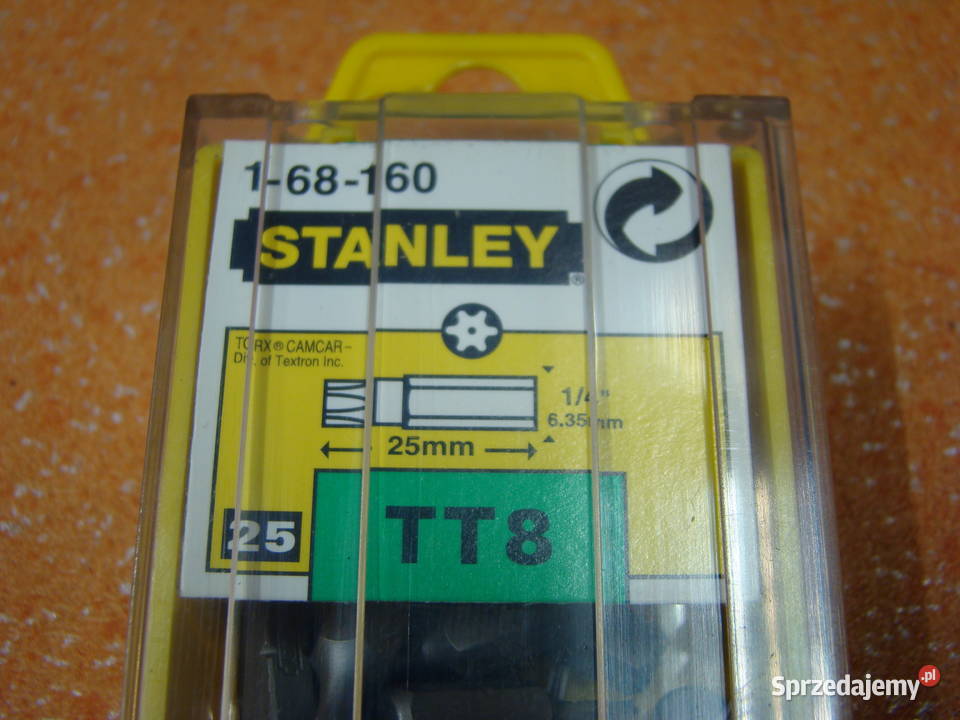 1-68-160
STANLEY®
TORX® CAMCAR–
Div. of Textron Inc.
1/4"
6.35mm
25mm
25
TT8
Sprzedajemy.pl